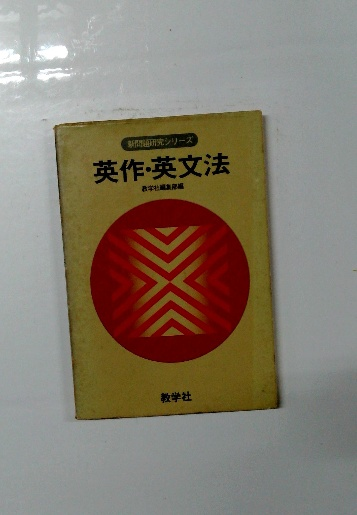 新問題研究シリーズ
英作・英文法
教学社編集部編
教学社